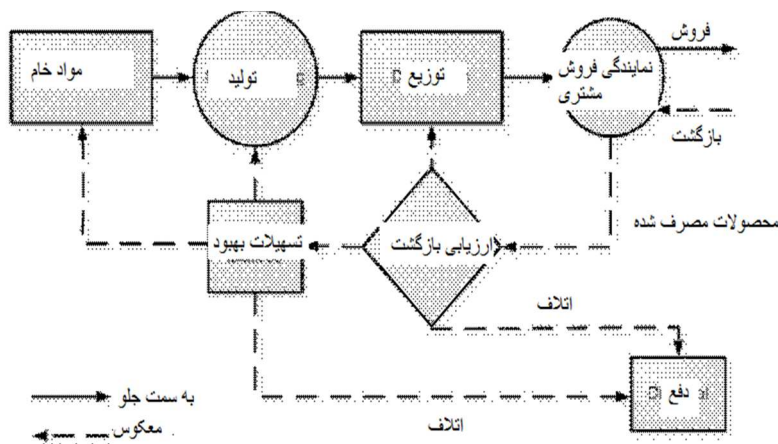 مواد خام
تولید
توزیع
نمایندگی فروش
مشتری
فروش
بازگشت
محصولات مصرف شده
ارزیابی بازگشت
تسهیلات بهبود
اتلاف
دفع
اتلاف
به سمت جلو
معکوس